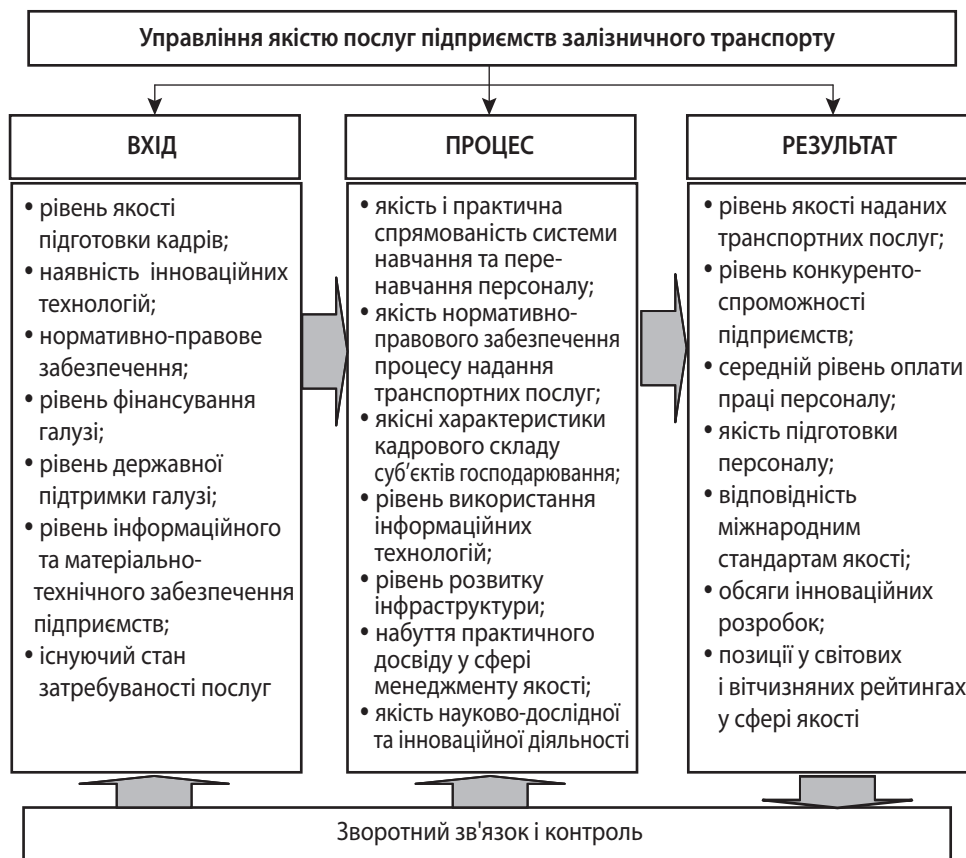 Управління якістю послуг підприємств залізничного транспорту
ВХІД
• рівень якості
підготовки кадрів;
• наявність інноваційних
технологій;
• нормативно-правове
забезпечення;
• рівень фінансування
галузі;
• рівень державної
підтримки галузі;
• рівень інформаційного
та матеріально-
технічного забезпечення
підприємств;
• існуючий стан
затребуваності послуг
ПРОЦЕС
• якість і практична
спрямованість системи
навчання та пере-
навчання персоналу;
• якість нормативно-
правового забезпечення
процесу надання
транспортних послуг;
• якісні характеристики
кадрового складу
суб’єктів господарювання;
• рівень використання
інформаційних
технологій;
• рівень розвитку
інфраструктури;
• набуття практичного
досвіду у сфері
менеджменту якості;
• якість науково-дослідної
та інноваційної діяльності
РЕЗУЛЬТАТ
• рівень якості наданих
транспортних послуг;
• рівень конкуренто-
спроможності
підприємств;
• середній рівень оплати
праці персоналу;
• якість підготовки
персоналу;
• відповідність
міжнародним
стандартам якості;
• обсяги інноваційних
розробок;
• позиції у світових
і вітчизняних рейтингах
у сфері якості
Зворотний зв'язок і контроль